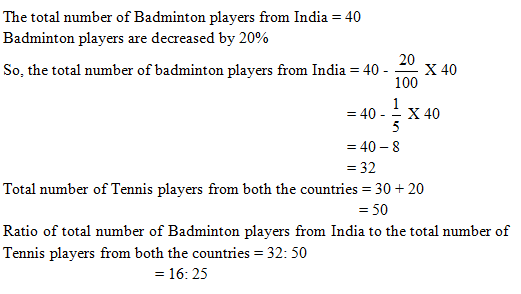 The total number of Badminton players from India = 40
Badminton players are decreased by 20%
So, the total number of badminton players from India = 40 - 20/100 X 40
= 40 - 1/5 X 40
= 40 – 8
= 32
Total number of Tennis players from both the countries = 30 + 20
= 50
Ratio of total number of Badminton players from India to the total number of
Tennis players from both the countries = 32: 50
= 16: 25